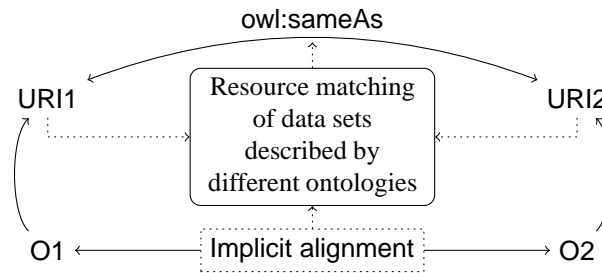 owl:sameAs
URI1
Resource matching
of data sets
described by
different ontologies
URI2
O1
Implicit alignment
O2